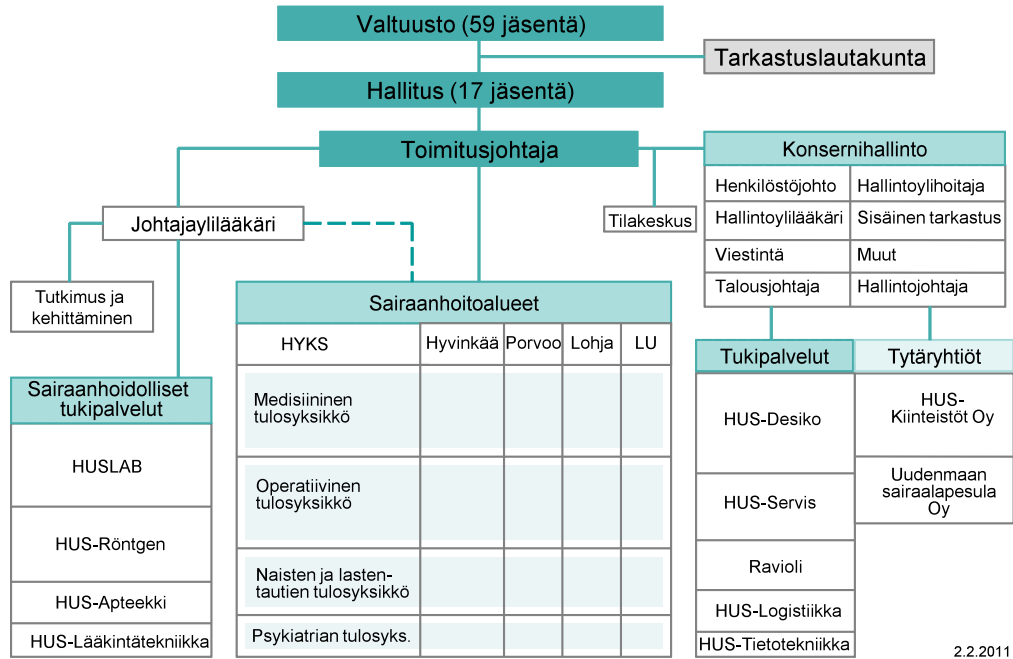 Valtuusto (59 jäsentä)
Tarkastuslautakunta
Hallitus (17 jäsentä)
Toimitusjohtaja
Konsernihallinto
Henkilöstöjohto
Hallintoylihoitaja
Hallintoylilääkäri
Sisäinen tarkastus
Viestintä
Muut
Talousjohtaja
Hallintojohtaja
Tilakeskus
Johtajaylilääkäri
Tutkimus ja
kehittäminen
Sairaanhoidolliset
tukipalvelut
HUSLAB
HUS-Röntgen
HUS-Apteekki
HUS-Lääkintätekniikka
Sairaanhoitoalueet
HYKS
Hyvinkää
Porvoo
Lohja
LU
Medisiininen
tulosyksikkö
Operatiivinen
tulosyksikkö
Naisten ja lasten-
tautien tulosyksikkö
Psykiatrian tulosyks.
Tukipalvelut
HUS-Desiko
HUS-Servis
Ravioli
HUS-Logistiikka
HUS-Tietotekniikka
Tytäryhtiöt
HUS-
Kiinteistöt Oy
Uudenmaan
sairaalapesula
Oy
2.2.2011